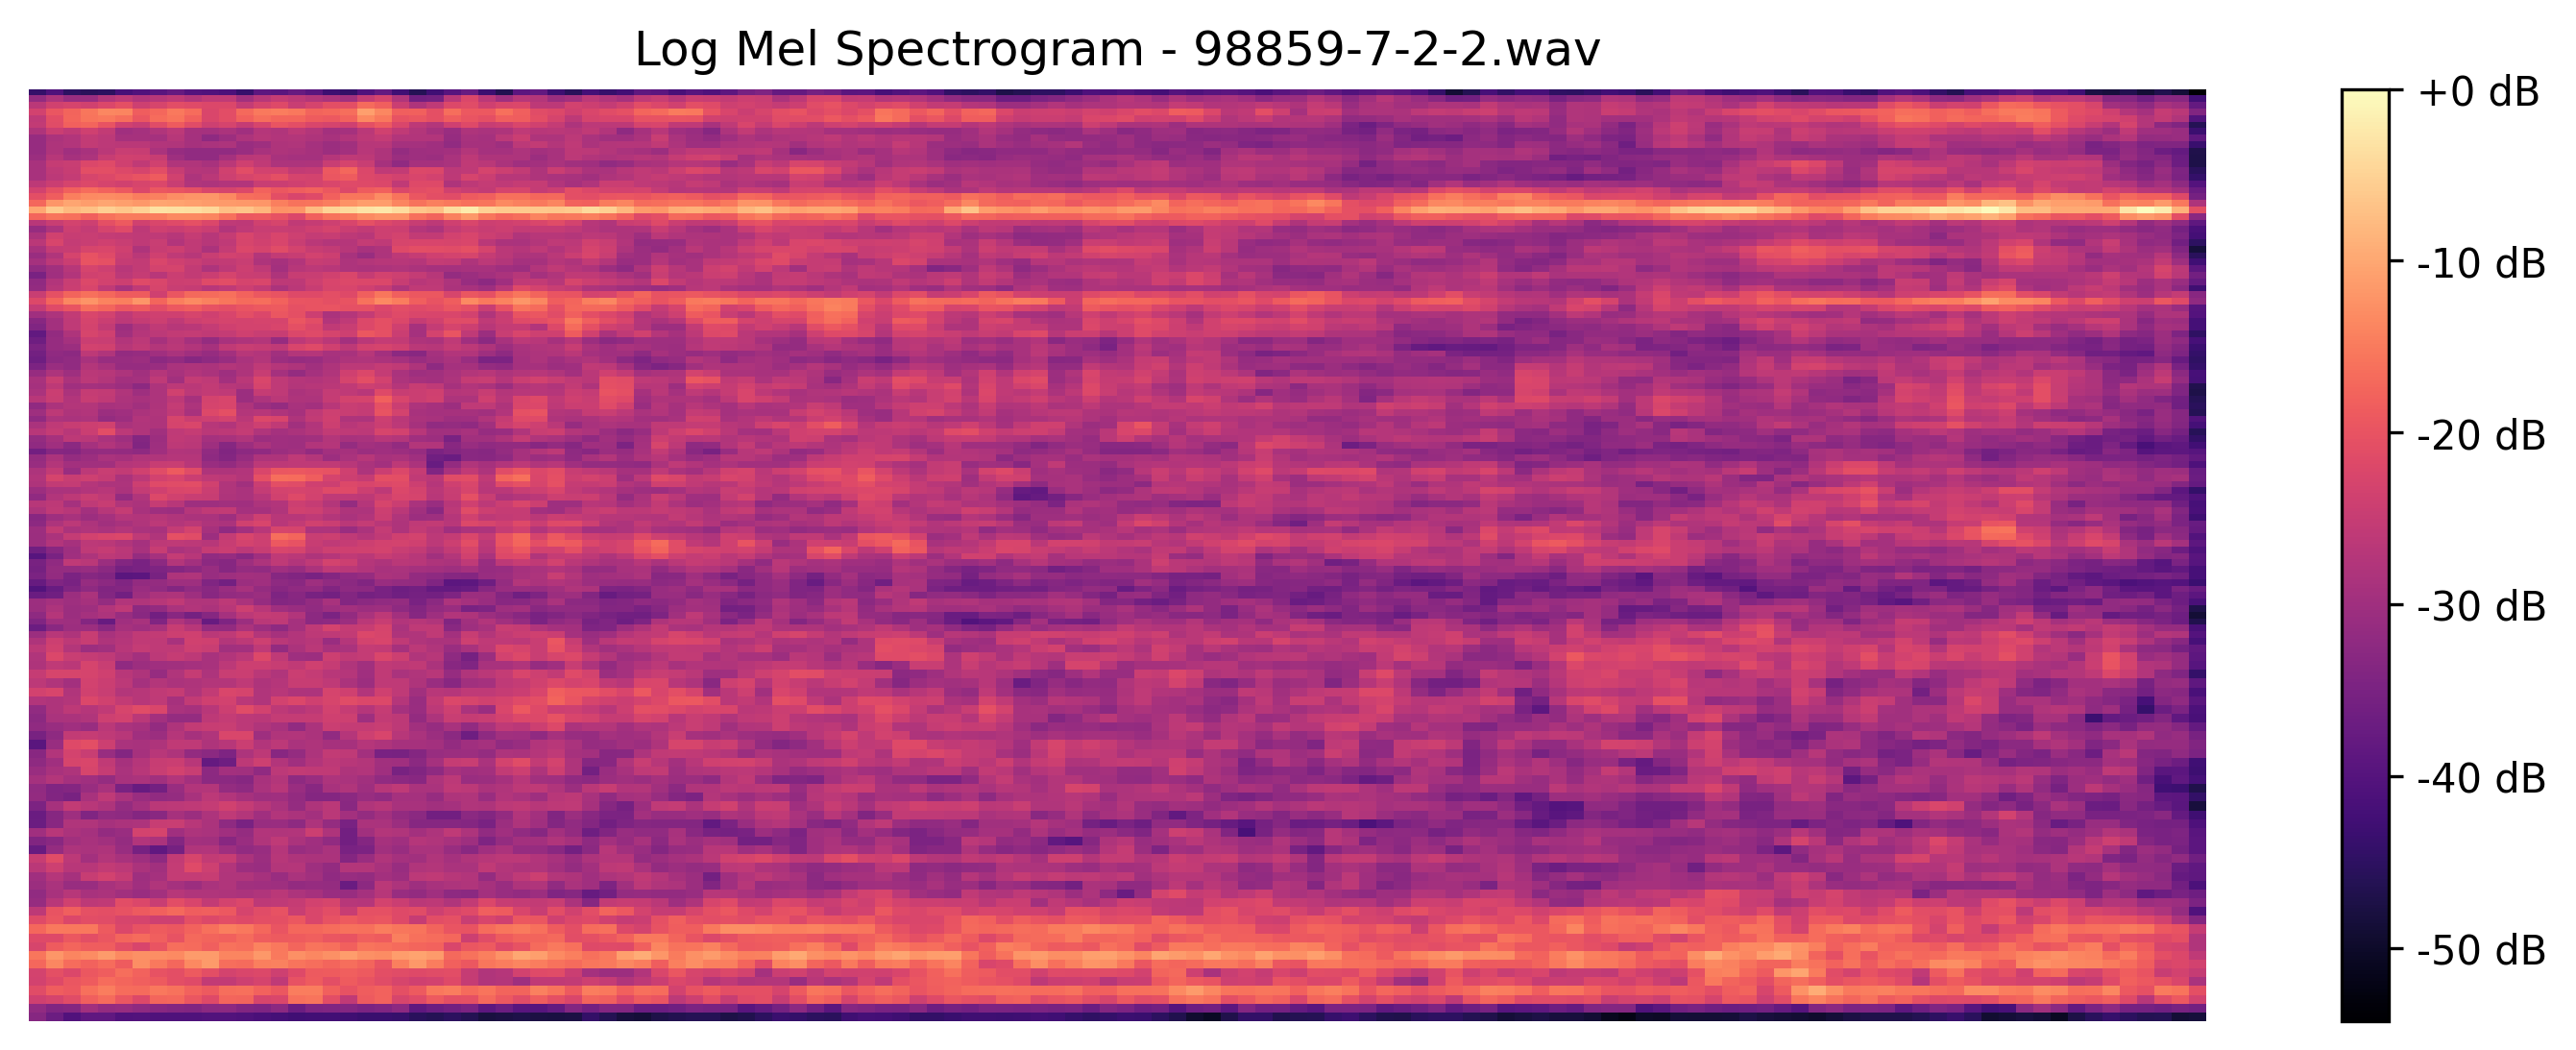 Log Mel Spectrogram - 98859-7-2-2.wav
+0 dB
-10 dB
-20 dB
-30 dB
-40 dB
-50 dB